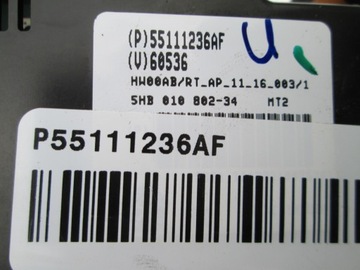 (P)55111236AF
(V)60536
HW00AB/RT_AP_11_16_003/1
5HB 010 802-34 MT2
P55111236AF